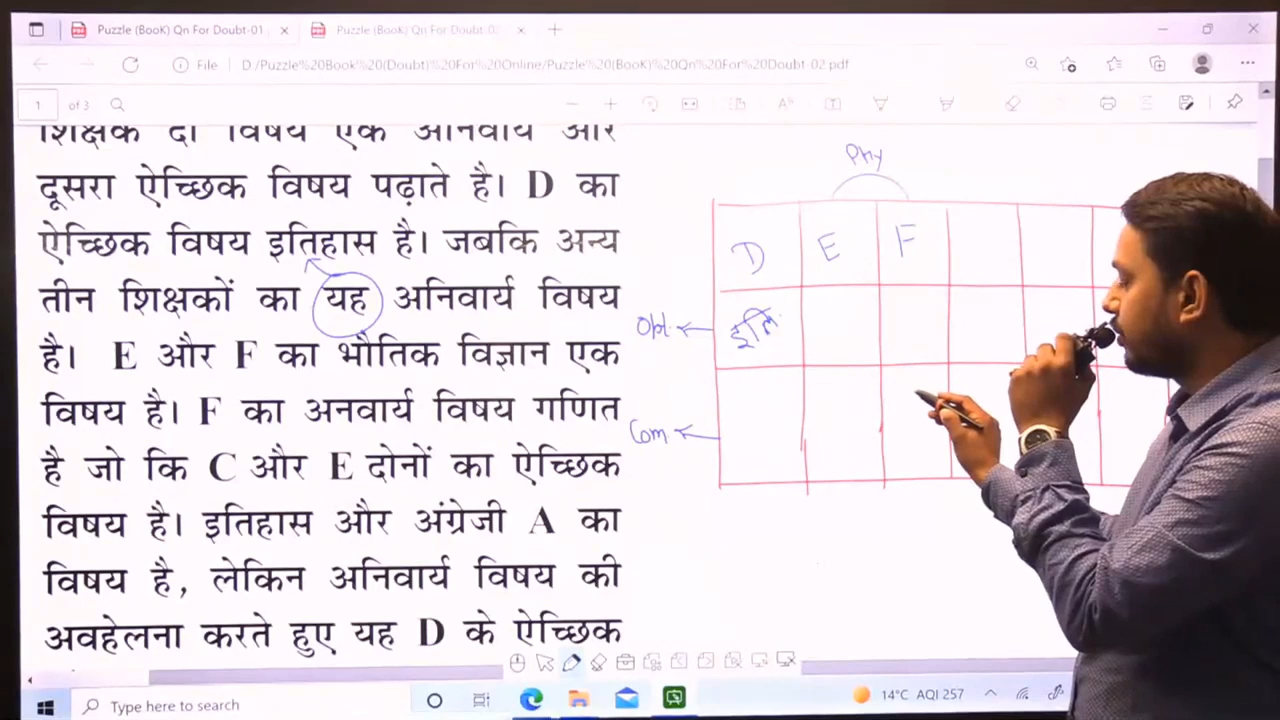 Puzzle (BooK) Qn For Doubt-01
Puzzle (BooK) Qn For Doubt-02
File D:/Puzzle%20Book%20(Doubt)%20For%20Online/Puzzle%20(BooK)%20Qn%20For%20Doubt-02.pdf
1 of 3
शिक्षक दो विषय एक अनिवार्य और
दूसरा ऐच्छिक विषय पढ़ाते है। D का
ऐच्छिक विषय इतिहास है। जबकि अन्य
तीन शिक्षकों का यह अनिवार्य विषय
है। E और F का भौतिक विज्ञान एक
विषय है। F का अनवार्य विषय गणित
है जो कि C और E दोनों का ऐच्छिक
विषय है। इतिहास और अंग्रेजी A का
विषय है, लेकिन अनिवार्य विषय की
अवहेलना करते हुए यह D के ऐच्छिक
Phy
D E F
Opt. इति.
Com.
Type here to search
14°C AQI 257